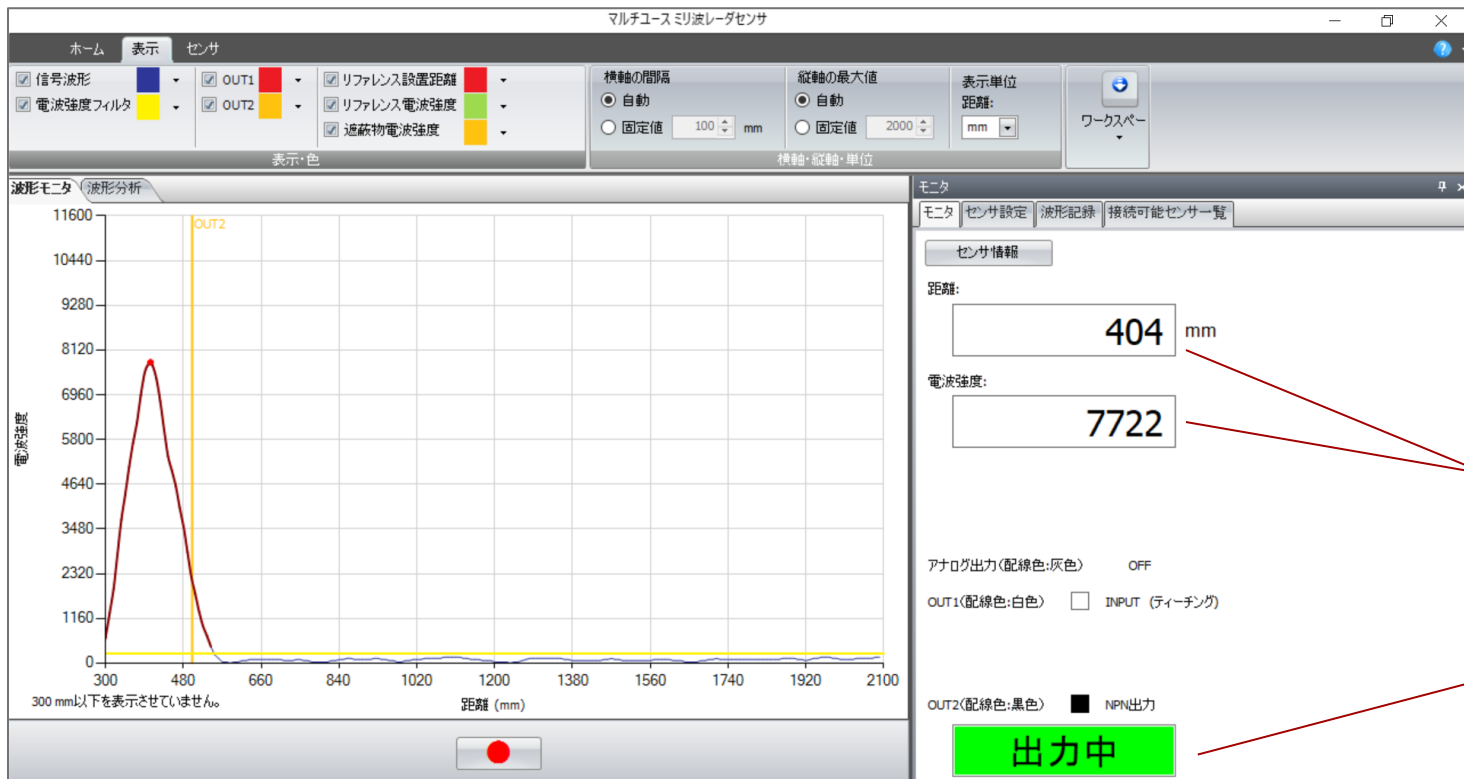 マルチユース ミリ波レーダセンサ
ホーム 表示 センサ
信号波形 OUT1 リファレンス設置距離
電波強度フィルタ OUT2 リファレンス電波強度
遮蔽物電波強度
表示・色
横軸の間隔 縦軸の最大値 表示単位
自動 自動 距離:
固定値 100 mm 固定値 2000 mm
横軸・縦軸・単位
ワークスペー
波形モニタ 波形分析
OUT2
11600
10440
9280
8120
6960
5800
4640
3480
2320
1160
0
電波強度
300 480 660 840 1020 1200 1380 1560 1740 1920 2100
300 mm以下を表示させていません。
距離 (mm)
モニタ
モニタ センサ設定 波形記録 接続可能センサ一覧
センサ情報
距離:
404 mm
電波強度:
7722
アナログ出力(配線色:灰色) OFF
OUT1(配線色:白色) INPUT (ティーチング)
OUT2(配線色:黒色) NPN出力
出力中